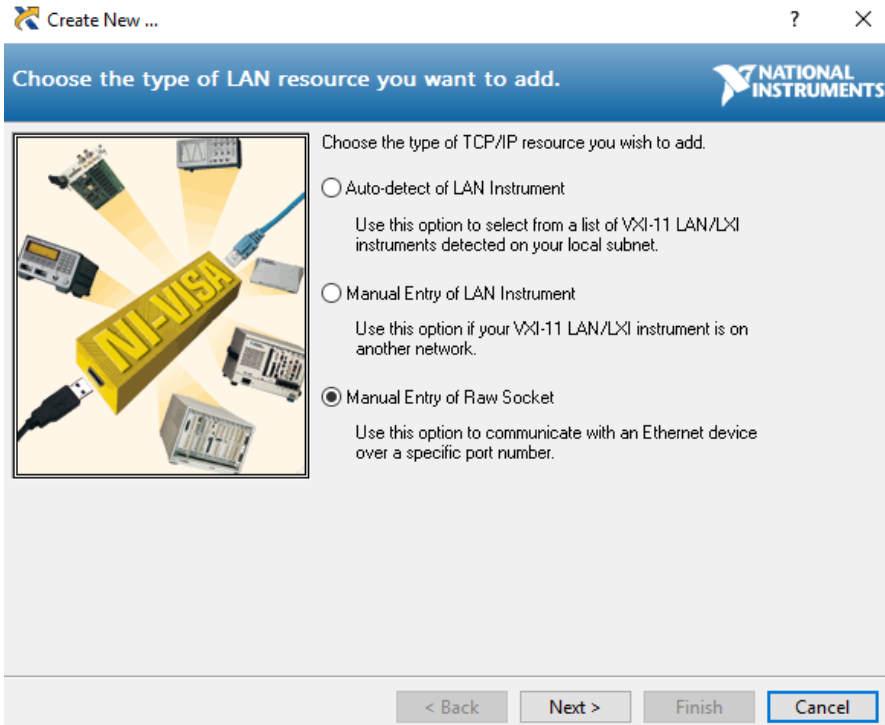 Create New ...
Choose the type of LAN resource you want to add.
NATIONAL
INSTRUMENTS
NI-VISA
Choose the type of TCP/IP resource you wish to add.
Auto-detect of LAN Instrument
Use this option to select from a list of VXI-11 LAN/LXI
instruments detected on your local subnet.
Manual Entry of LAN Instrument
Use this option if your VXI-11 LAN/LXI instrument is on
another network.
Manual Entry of Raw Socket
Use this option to communicate with an Ethernet device
over a specific port number.
< Back
Next >
Finish
Cancel